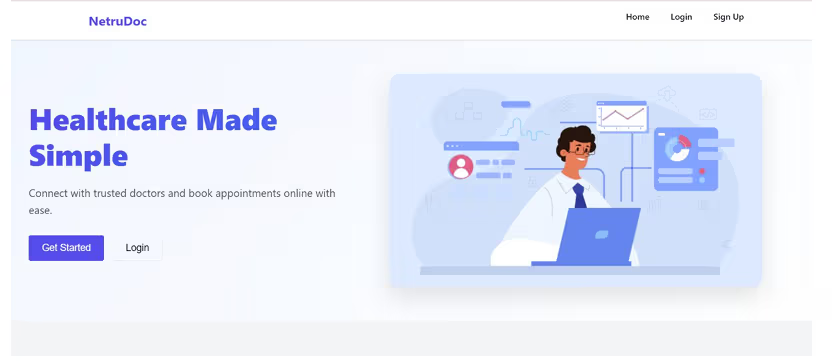 NetruDoc
Home Login Sign Up
Healthcare Made
Simple
Connect with trusted doctors and book appointments online with
ease.
Get Started Login